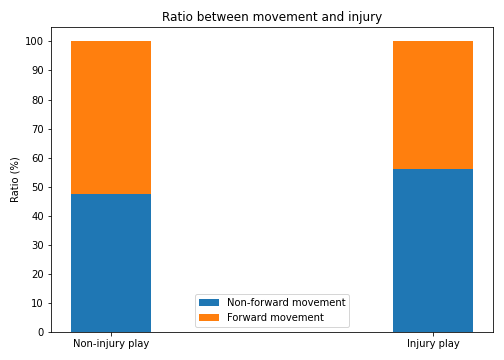 Ratio between movement and injury
Ratio (%)
100
90
80
70
60
50
40
30
20
10
0
Non-forward movement
Forward movement
Non-injury play
Injury play